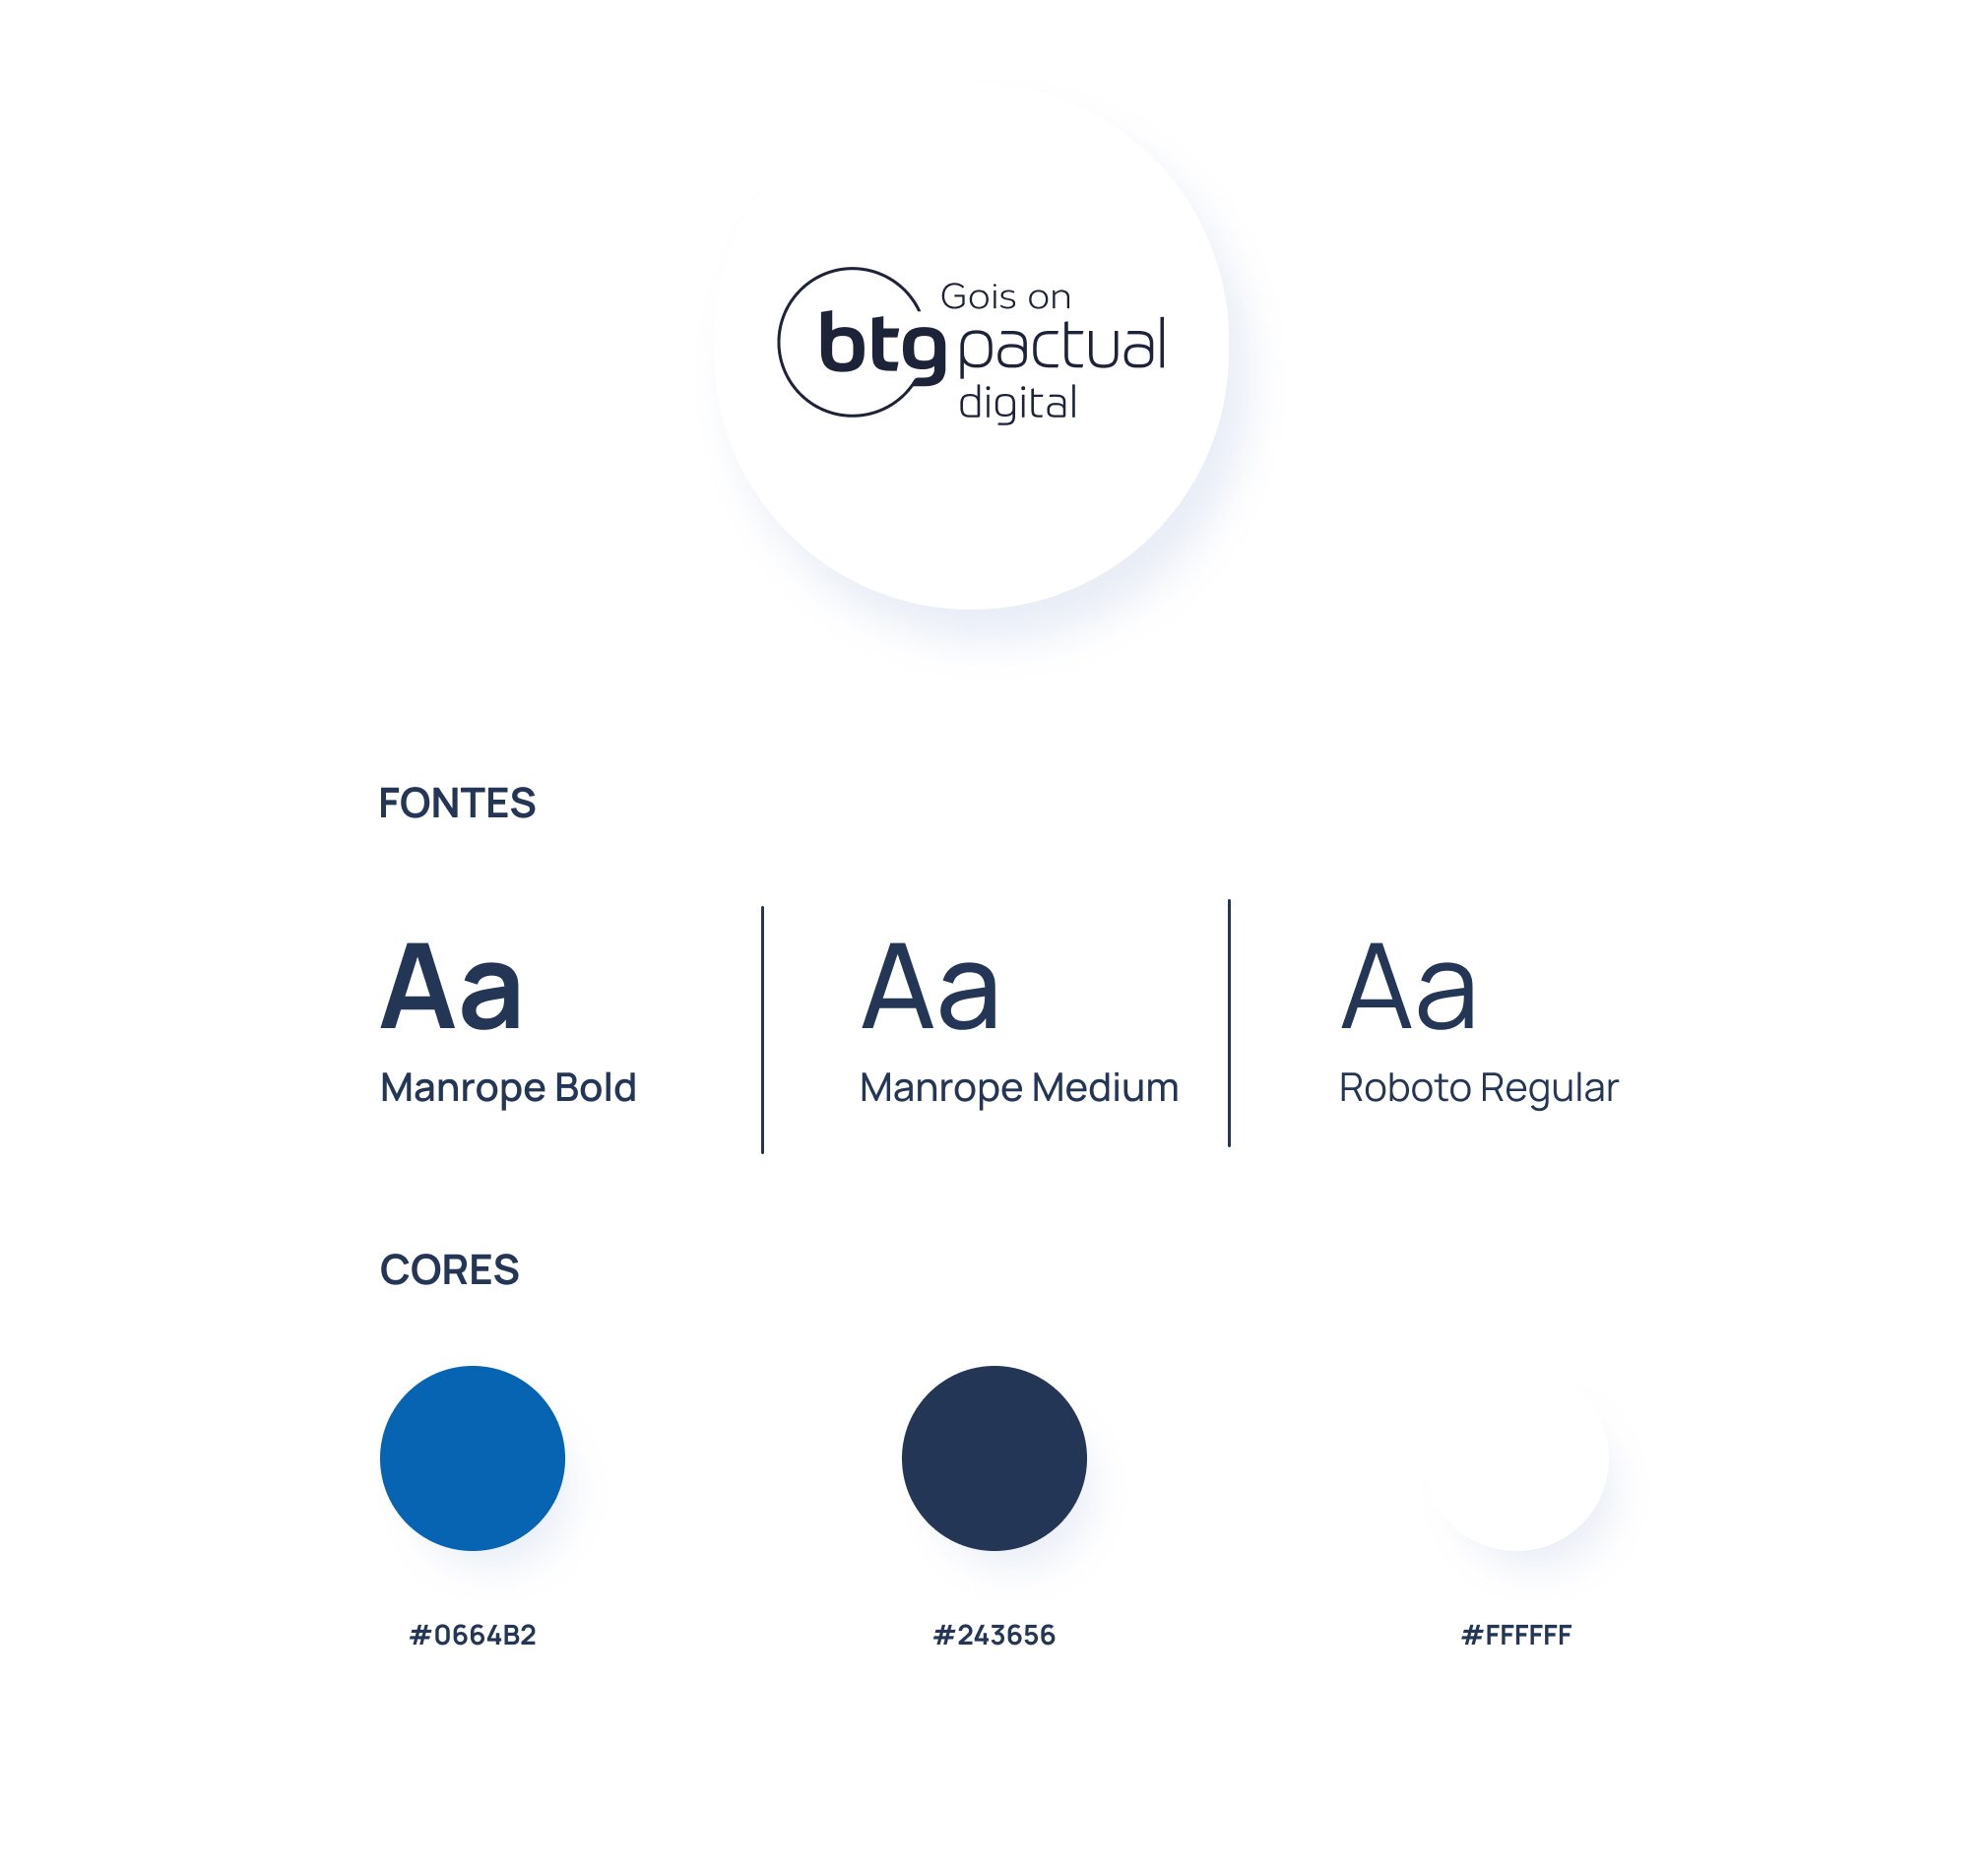 Gois on
btg pactual
digital
FONTES
Aa
Aa
Aa
Manrope Bold
Manrope Medium
Roboto Regular
CORES
#0664B2
#243656
#FFFFFF